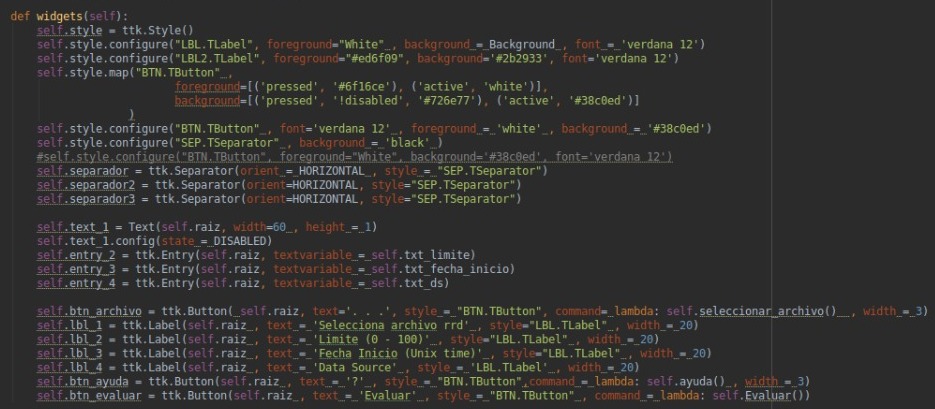 def widgets(self):
    self.style = ttk.Style()
    self.style.configure("LBL.TLabel", foreground="White" , background = Background , font = 'verdana 12')
    self.style.configure("LBL2.TLabel", foreground="#ed6f09", background='#2b2933', font='verdana 12')
    self.style.map("BTN.TButton" ,
                    foreground=[('pressed', '#6f16ce'), ('active', 'white')],
                    background=[('pressed', '!disabled', '#726e77'), ('active', '#38c0ed')]
             )
    self.style.configure("BTN.TButton" , font='verdana 12' , foreground = 'white' , background = '#38c0ed')
    self.style.configure("SEP.TSeparator" , background = 'black')
    #self.style.configure("BTN.TButton", foreground="White", background='#38c0ed', font='verdana 12')
    self.separador = ttk.Separator(orient = HORIZONTAL , style = "SEP.TSeparator")
    self.separador2 = ttk.Separator(orient=HORIZONTAL, style="SEP.TSeparator")
    self.separador3 = ttk.Separator(orient=HORIZONTAL, style="SEP.TSeparator")
    self.text_1 = Text(self.raiz, width=60 , height = 1)
    self.text_1.config(state = DISABLED)
    self.entry_2 = ttk.Entry(self.raiz, textvariable = self.txt_limite)
    self.entry_3 = ttk.Entry(self.raiz, textvariable = self.txt_fecha_inicio)
    self.entry_4 = ttk.Entry(self.raiz, textvariable = self.txt_ds)
    self.btn_archivo = ttk.Button( self.raiz, text='. . .', style = "BTN.TButton", command= lambda: self.seleccionar_archivo()  , width = 3)
    self.lbl_1 = ttk.Label(self.raiz , text = 'Selecciona archivo rrd' , style="LBL.TLabel" , width = 20)
    self.lbl_2 = ttk.Label(self.raiz , text = 'Limite (0 - 100)' , style="LBL.TLabel" , width = 20)
    self.lbl_3 = ttk.Label(self.raiz , text = 'Fecha Inicio (Unix time)' , style="LBL.TLabel" , width = 20)
    self.lbl_4 = ttk.Label(self.raiz , text = 'Data Source' , style = 'LBL.TLabel' , width = 20)
    self.btn_ayuda = ttk.Button(self.raiz , text = '?' , style = "BTN.TButton",command = lambda: self.ayuda() , width = 3)
    self.btn_evaluar = ttk.Button(self.raiz , text = 'Evaluar' , style = "BTN.TButton" , command = lambda: self.Evaluar())